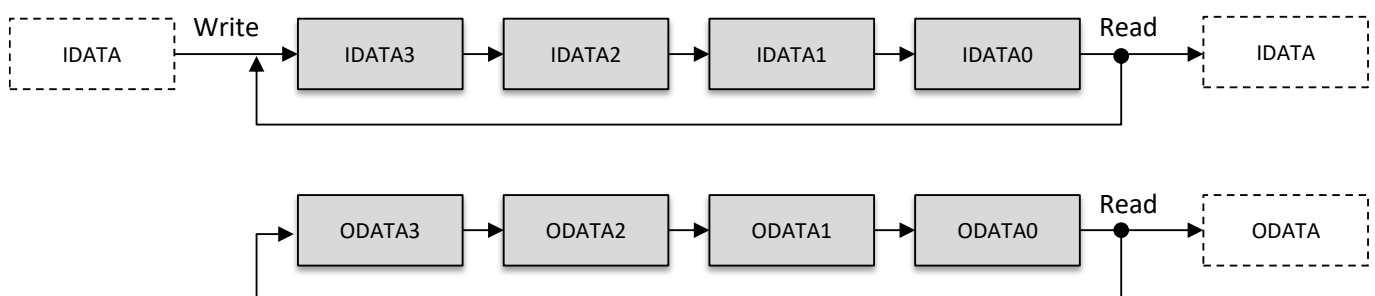 Write
Read
IDATA
IDATA3
IDATA2
IDATA1
IDATA0
IDATA
Read
ODATA3
ODATA2
ODATA1
ODATA0
ODATA